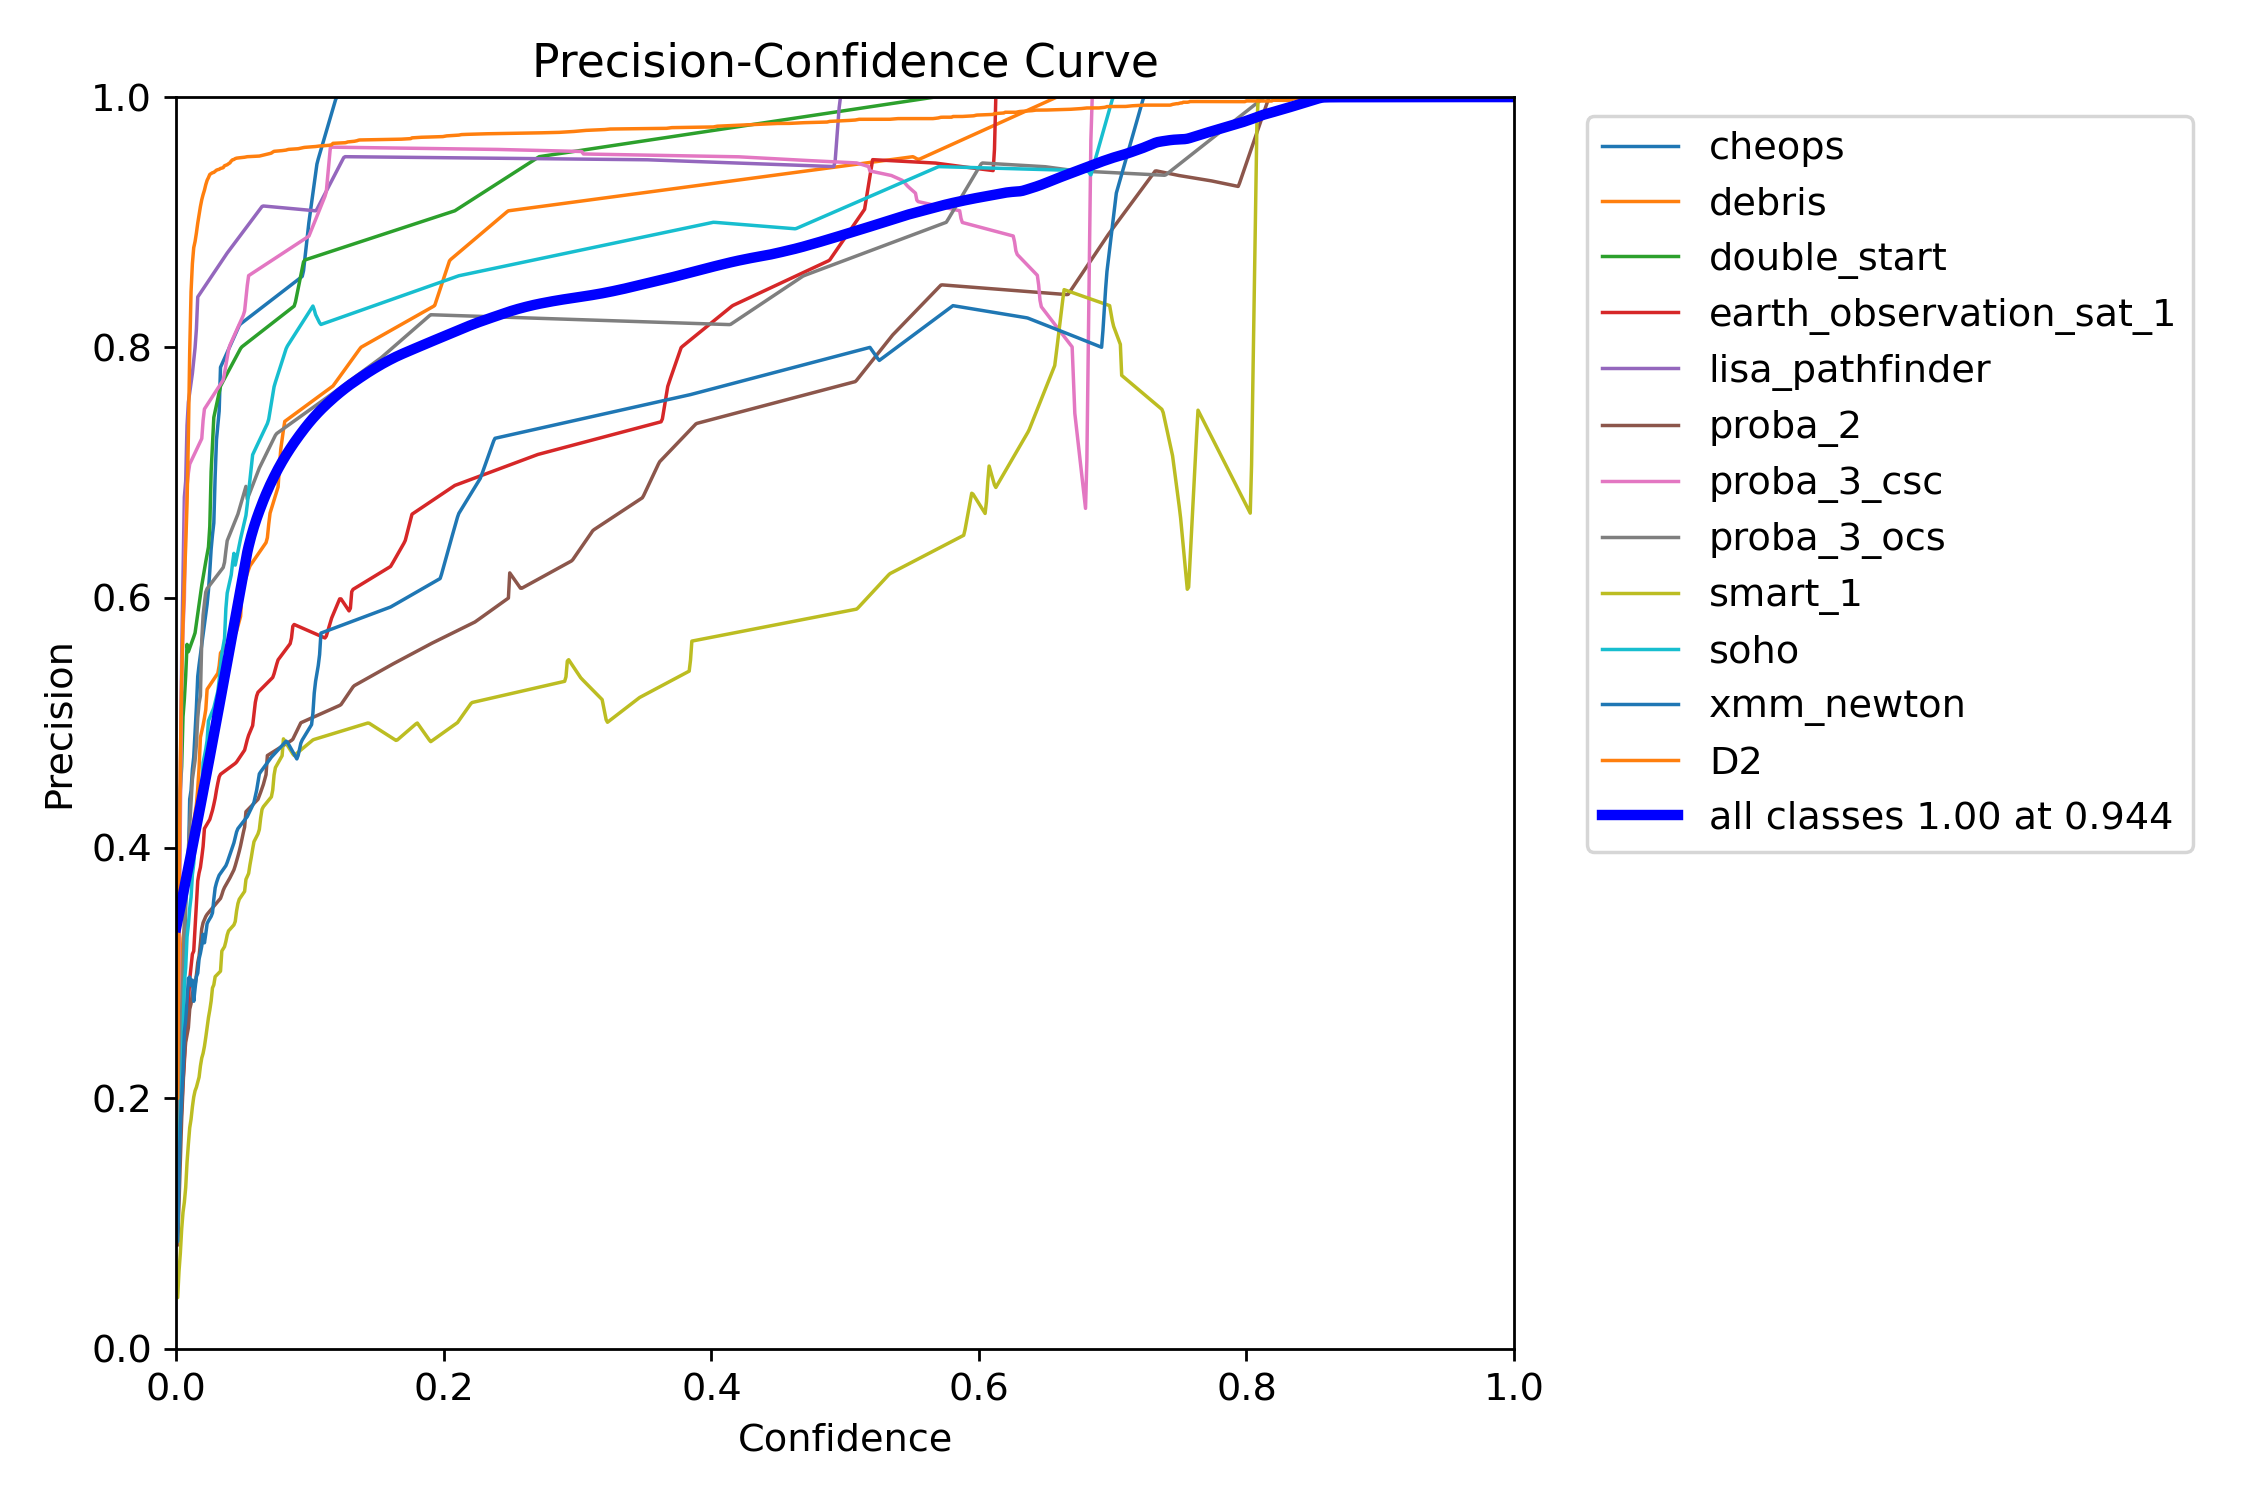 Precision-Confidence Curve
1.0
0.8
0.6
0.4
0.2
0.0
Precision
0.0 0.2 0.4 0.6 0.8 1.0
Confidence
cheops
debris
double_start
earth_observation_sat_1
lisa_pathfinder
proba_2
proba_3_csc
proba_3_ocs
smart_1
soho
xmm_newton
D2
all classes 1.00 at 0.944